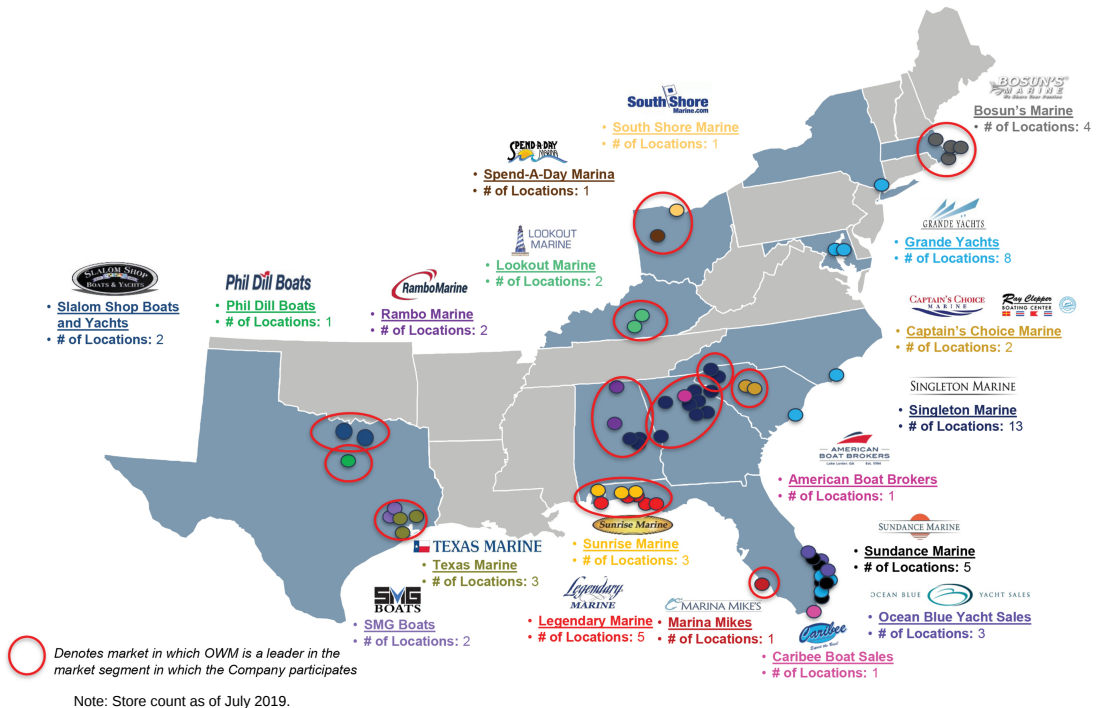 BOSUN'S
MARINE
We Share Your Passion
Bosun's Marine
• # of Locations: 4
South Shore
Marine.com
• South Shore Marine
• # of Locations: 1
SPEND-A-DAY
MARINA
• Spend-A-Day Marina
• # of Locations: 1
GRANDE YACHTS
• Grande Yachts
• # of Locations: 8
LOOKOUT
MARINE
• Lookout Marine
• # of Locations: 2
SLALOM SHOP
BOATS & YACHTS
• Slalom Shop Boats
and Yachts
• # of Locations: 2
Phil Dill Boats
• Phil Dill Boats
• # of Locations: 1
RamboMarine
• Rambo Marine
• # of Locations: 2
CAPTAIN'S CHOICE
MARINE
Ray Clepper
BOATING CENTER
• Captain's Choice Marine
• # of Locations: 2
SINGLETON MARINE
• Singleton Marine
• # of Locations: 13
AMERICAN
BOAT BROKERS
Lake Lanier, GA Est. 1994
• American Boat Brokers
• # of Locations: 1
SUNDANCE MARINE
• Sundance Marine
• # of Locations: 5
Sunrise Marine
• Sunrise Marine
• # of Locations: 3
TEXAS MARINE
• Texas Marine
• # of Locations: 3
SMG
BOATS
• SMG Boats
• # of Locations: 2
Legendary
MARINE
• Legendary Marine
• # of Locations: 5
MARINA MIKE'S
• Marina Mikes
• # of Locations: 1
OCEAN BLUE YACHT SALES
• Ocean Blue Yacht Sales
• # of Locations: 3
Caribee
• Caribee Boat Sales
• # of Locations: 1
Denotes market in which OWM is a leader in the
market segment in which the Company participates
Note: Store count as of July 2019.